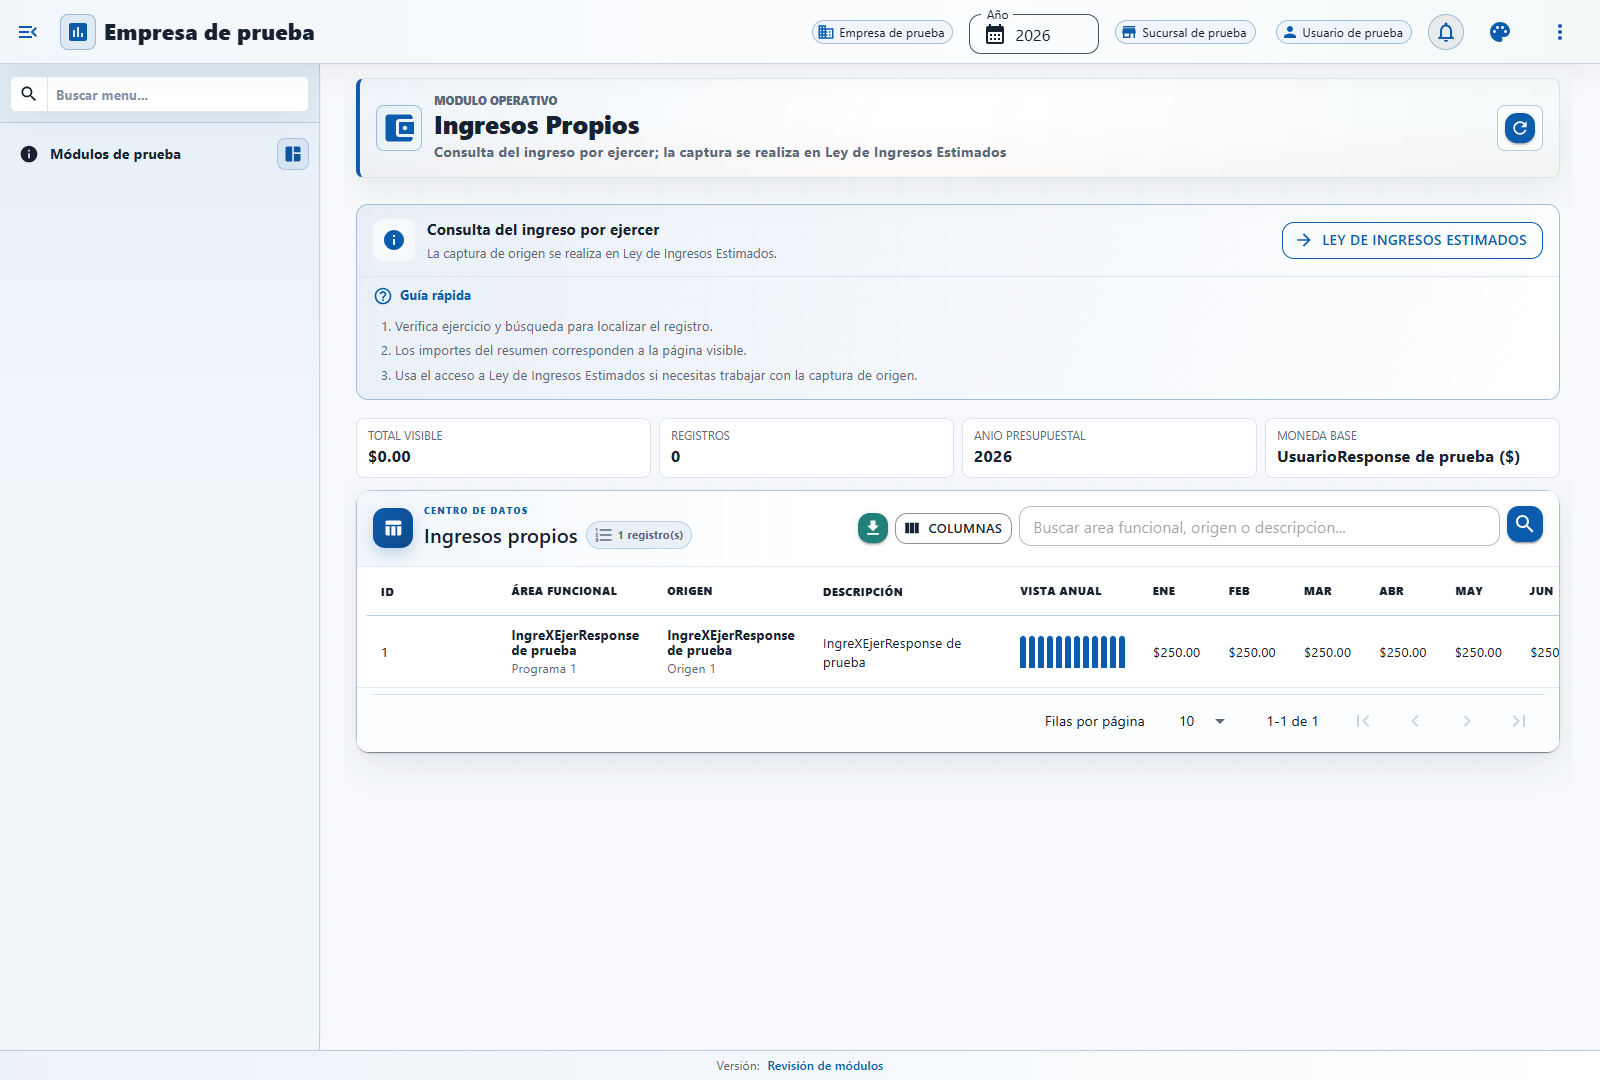 Empresa de prueba
Empresa de prueba
Año
2026
Sucursal de prueba
Usuario de prueba
Buscar menu...
Módulos de prueba
MODULO OPERATIVO
Ingresos Propios
Consulta del ingreso por ejercer; la captura se realiza en Ley de Ingresos Estimados
Consulta del ingreso por ejercer
La captura de origen se realiza en Ley de Ingresos Estimados.
LEY DE INGRESOS ESTIMADOS
Guía rápida
1. Verifica ejercicio y búsqueda para localizar el registro.
2. Los importes del resumen corresponden a la página visible.
3. Usa el acceso a Ley de Ingresos Estimados si necesitas trabajar con la captura de origen.
TOTAL VISIBLE
$0.00
REGISTROS
0
ANIO PRESUPUESTAL
2026
MONEDA BASE
UsuarioResponse de prueba ($)
CENTRO DE DATOS
Ingresos propios
1 registro(s)
COLUMNAS
Buscar area funcional, origen o descripcion...
ID ÁREA FUNCIONAL ORIGEN DESCRIPCIÓN VISTA ANUAL ENE FEB MAR ABR MAY JUN
1
IngreXEjerResponse de prueba
Programa 1
IngreXEjerResponse de prueba
Origen 1
IngreXEjerResponse de prueba
$250.00 $250.00 $250.00 $250.00 $250.00 $250
Filas por página 10 1-1 de 1
Versión: Revisión de módulos